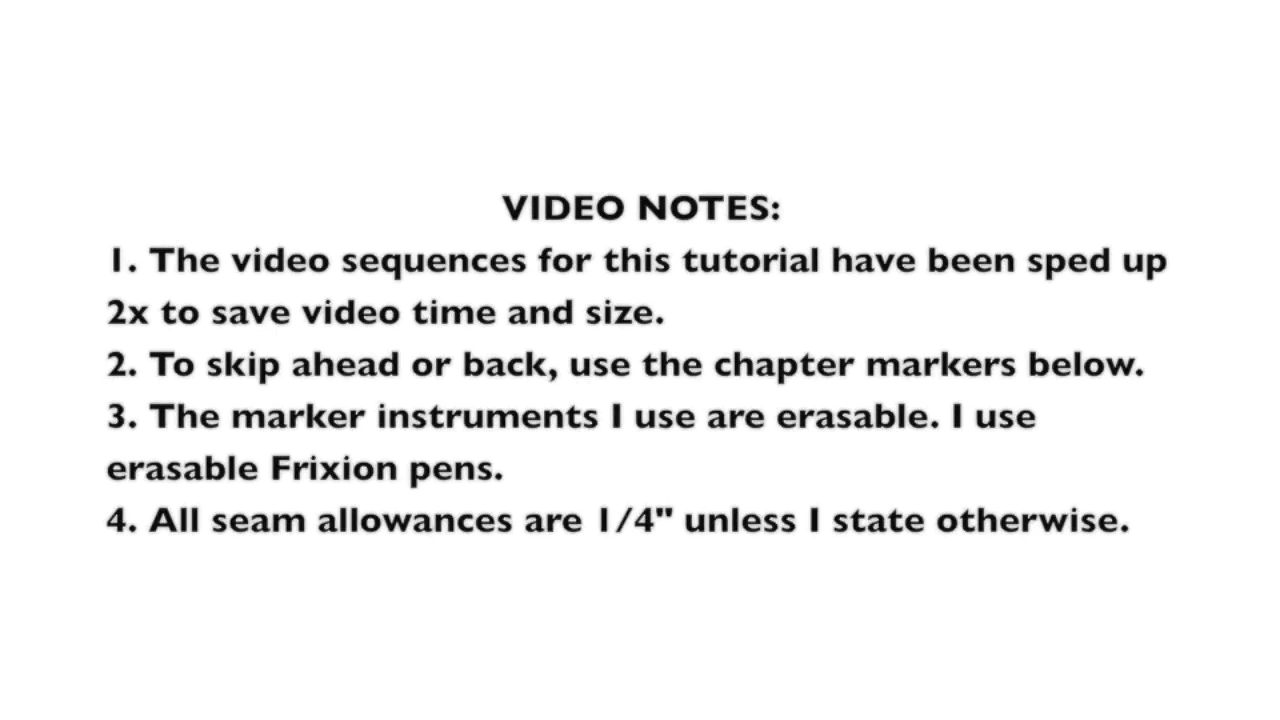 VIDEO NOTES:
1. The video sequences for this tutorial have been sped up
2x to save video time and size.
2. To skip ahead or back, use the chapter markers below.
3. The marker instruments I use are erasable. I use
erasable Frixion pens.
4. All seam allowances are 1/4" unless I state otherwise.